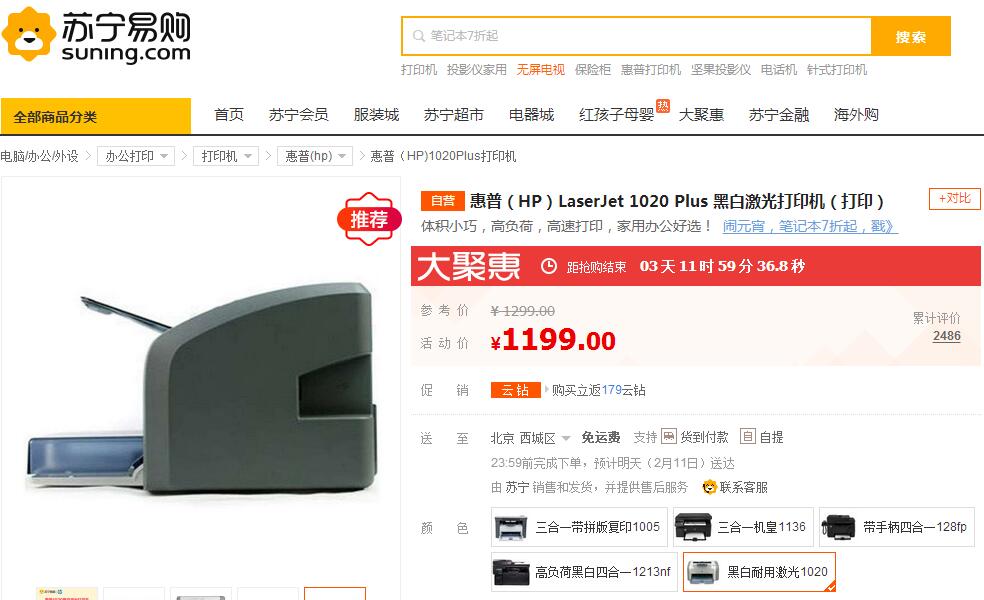 苏宁易购
suning.com
笔记本7折起
搜索
打印机 投影仪家用 无屏电视 保险柜 惠普打印机 坚果投影仪 电话机 针式打印机
全部商品分类 首页 苏宁会员 服装城 苏宁超市 电器城 红孩子母婴 热 大聚惠 苏宁金融 海外购
电脑/办公/外设 办公打印 打印机 惠普(hp) 惠普（HP)1020Plus打印机
推荐
自营 惠普（HP）LaserJet 1020 Plus 黑白激光打印机（打印） +对比
体积小巧，高负荷，高速打印，家用办公好选！ 闹元宵，笔记本7折起，戳》
大聚惠 距抢购结束 03天11时59分36.8秒
参考价 ¥1299.00 累计评价
活动价 ¥1199.00 2486
促销 云钻 购买立返179云钻
送至 北京 西城区 免运费 支持 货到付款 自 自提
23:59前完成下单，预计明天（2月11日）送达
由 苏宁 销售和发货，并提供售后服务 联系客服
颜色 三合一带拼版复印1005 三合一机皇1136 带手柄四合一128fp
高负荷黑白四合一1213nf 黑白耐用激光1020